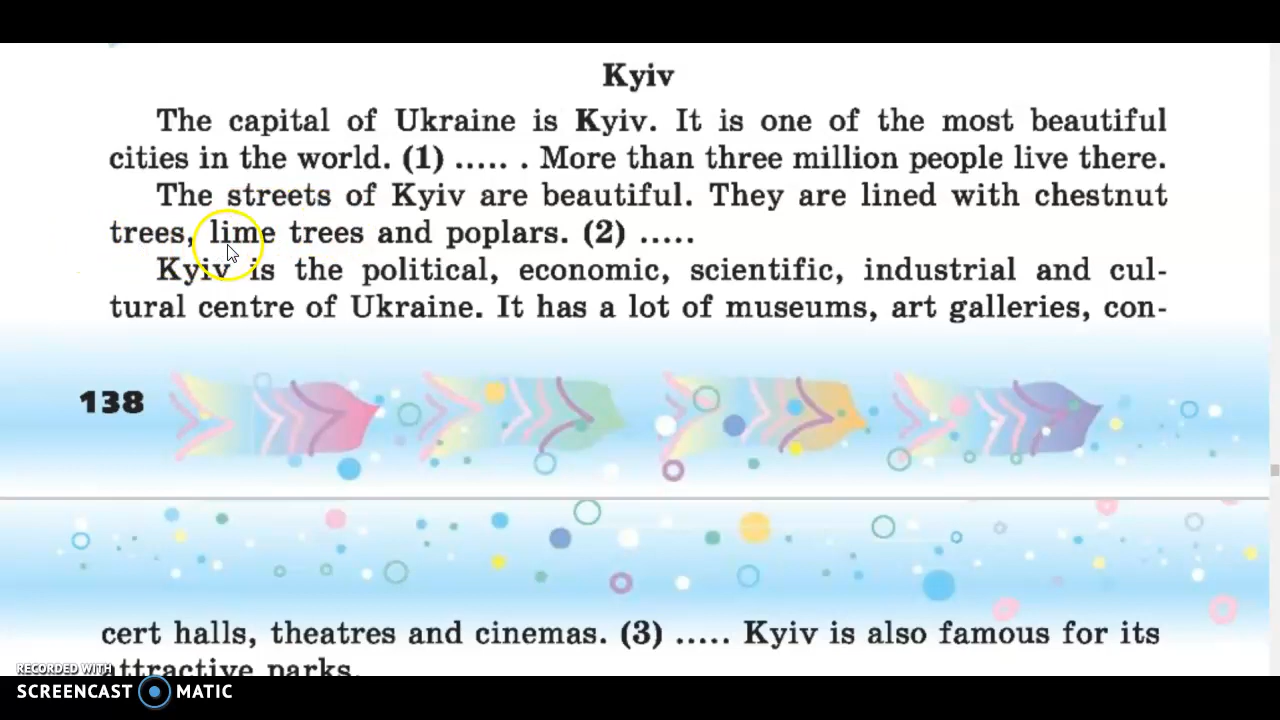 Kyiv
The capital of Ukraine is Kyiv. It is one of the most beautiful
cities in the world. (1) ..... . More than three million people live there.
The streets of Kyiv are beautiful. They are lined with chestnut
trees, lime trees and poplars. (2) .....
Kyiv is the political, economic, scientific, industrial and cul-
tural centre of Ukraine. It has a lot of museums, art galleries, con-
138
cert halls, theatres and cinemas. (3) ..... Kyiv is also famous for its
attractive parks.
RECORDED WITH
SCREENCAST MATIC